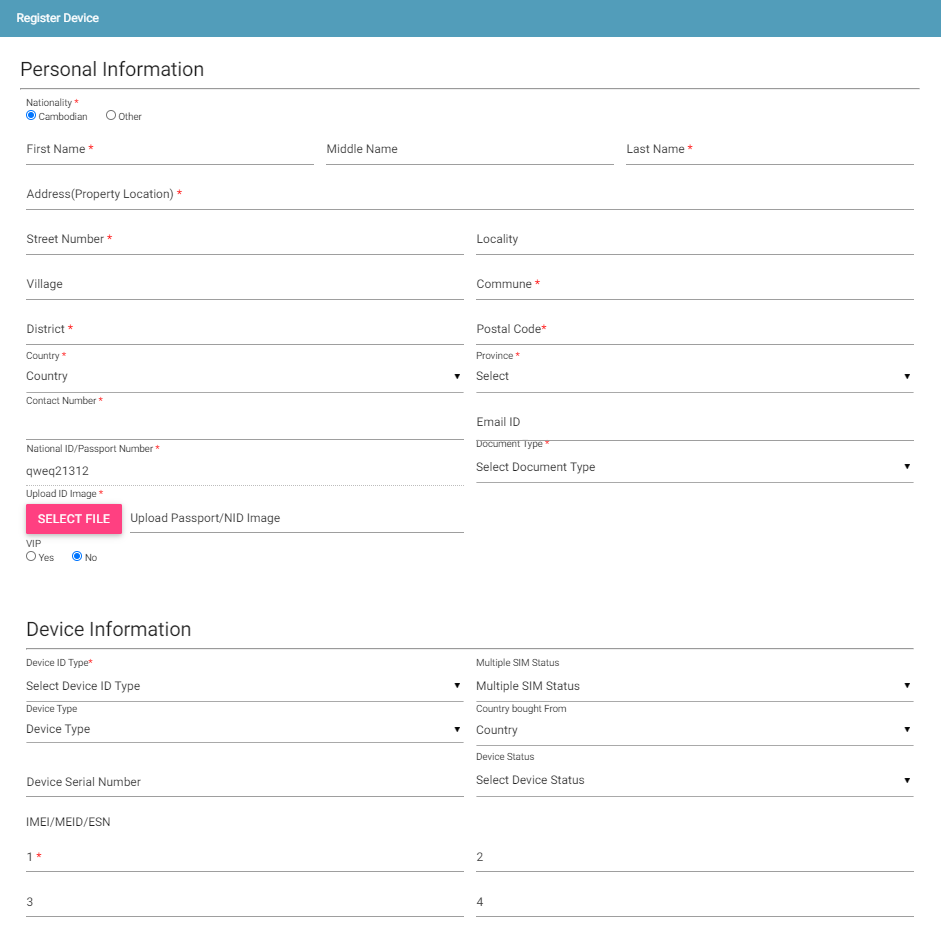 Register Device
Personal Information
Nationality *
Cambodian Other
First Name * Middle Name Last Name *
Address(Property Location) *
Street Number * Locality
Village Commune *
District * Postal Code*
Country * Province *
Country Select
Contact Number *
Email ID
National ID/Passport Number * Document Type *
qweq21312 Select Document Type
Upload ID Image *
SELECT FILE Upload Passport/NID Image
VIP
Yes No
Device Information
Device ID Type* Multiple SIM Status
Select Device ID Type Multiple SIM Status
Device Type Country bought From
Device Type Country
Device Status
Device Serial Number Select Device Status
IMEI/MEID/ESN
1 * 2
3 4